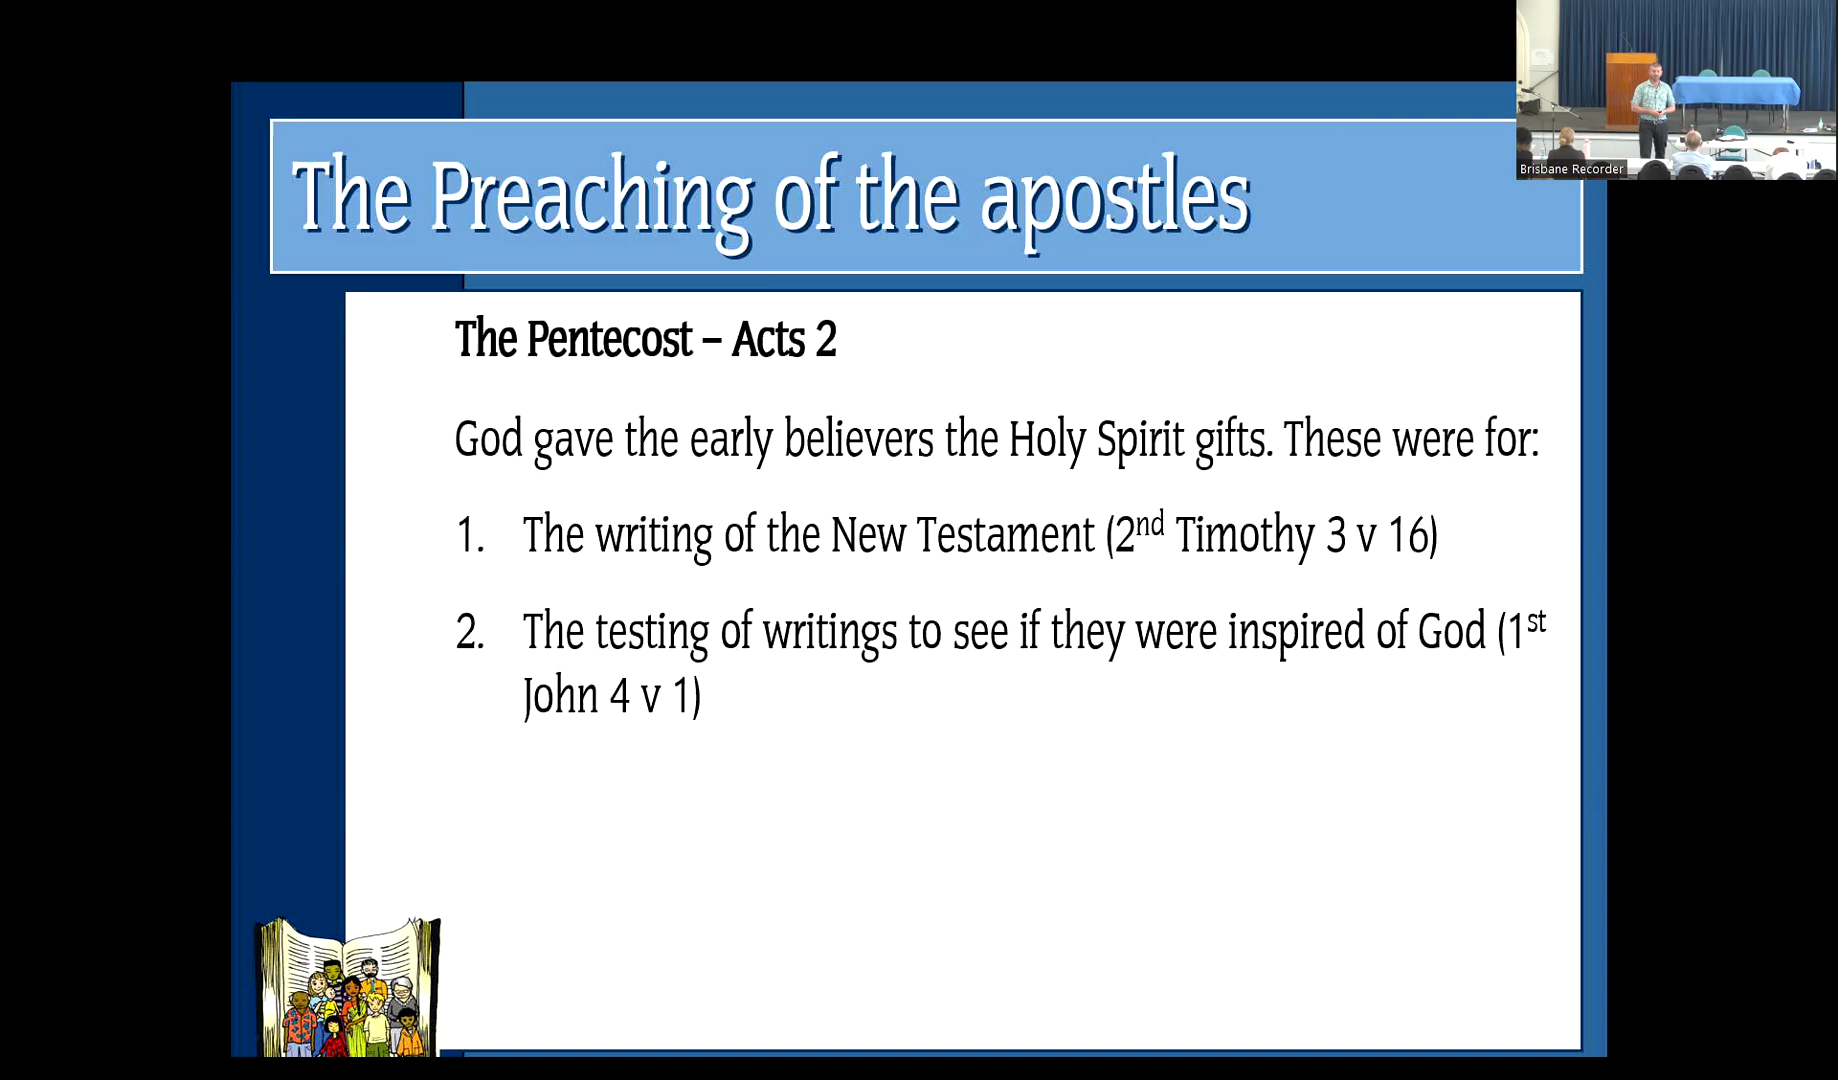 The Preaching of the apostles
Brisbane Recorder
The Pentecost – Acts 2
God gave the early believers the Holy Spirit gifts. These were for:
1. The writing of the New Testament (2nd Timothy 3 v 16)
2. The testing of writings to see if they were inspired of God (1st
John 4 v 1)